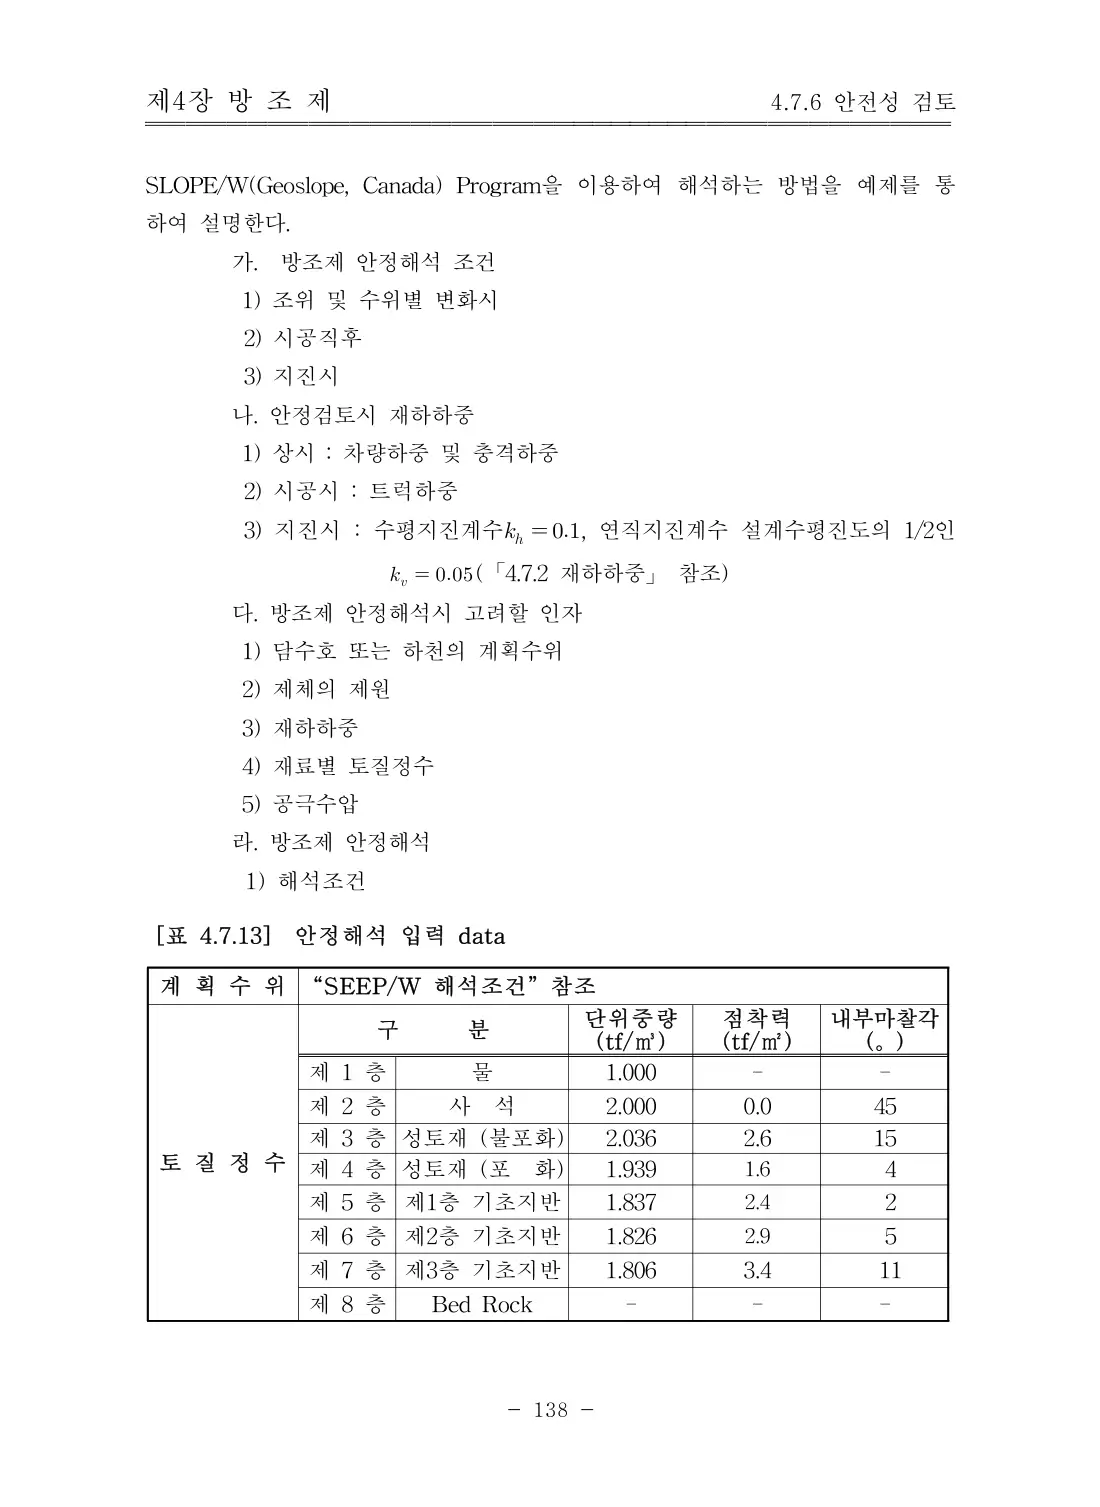 제4장 방 조 제 4.7.6 안전성 검토
SLOPE/W(Geoslope, Canada) Program을 이용하여 해석하는 방법을 예제를 통
하여 설명한다.
가. 방조제 안정해석 조건
1) 조위 및 수위별 변화시
2) 시공직후
3) 지진시
나. 안정검토시 재하하중
1) 상시 : 차량하중 및 충격하중
2) 시공시 : 트럭하중
3) 지진시 : 수평지진계수k_h = 0.1, 연직지진계수 설계수평진도의 1/2인
k_v = 0.05(「4.7.2 재하하중」 참조)
다. 방조제 안정해석시 고려할 인자
1) 담수호 또는 하천의 계획수위
2) 제체의 제원
3) 재하하중
4) 재료별 토질정수
5) 공극수압
라. 방조제 안정해석
1) 해석조건
[표 4.7.13] 안정해석 입력 data
계 획 수 위 “SEEP/W 해석조건” 참조
토 질 정 수 구 분 단위중량 (tf/㎥) 점착력 (tf/㎡) 내부마찰각 (。)
제 1 층 물 1.000 - -
제 2 층 사 석 2.000 0.0 45
제 3 층 성토재 (불포화) 2.036 2.6 15
제 4 층 성토재 (포 화) 1.939 1.6 4
제 5 층 제1층 기초지반 1.837 2.4 2
제 6 층 제2층 기초지반 1.826 2.9 5
제 7 층 제3층 기초지반 1.806 3.4 11
제 8 층 Bed Rock - - -
- 138 -